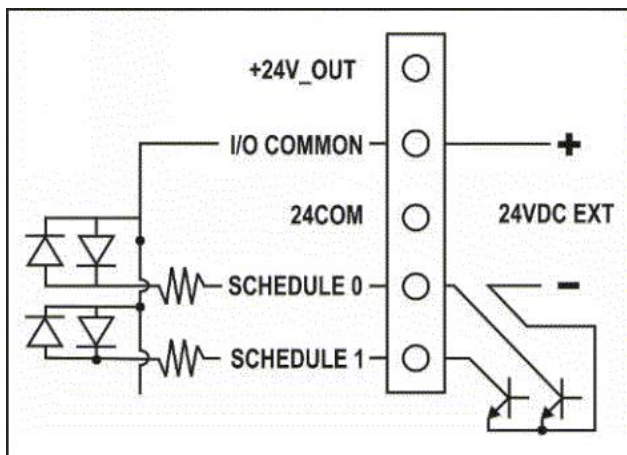 +24V_OUT
I/O COMMON
+
24COM
24VDC EXT
SCHEDULE 0
-
SCHEDULE 1